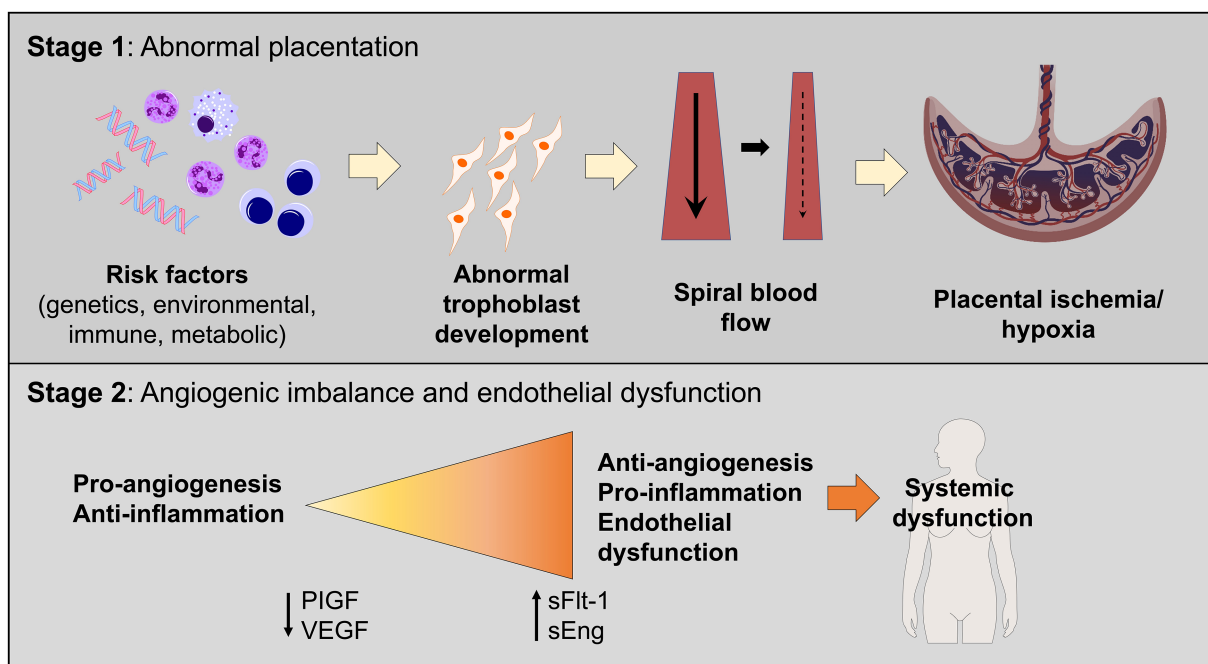 Stage 1: Abnormal placentation
Risk factors
(genetics, environmental,
immune, metabolic)
Abnormal
trophoblast
development
Spiral blood
flow
Placental ischemia/
hypoxia
Stage 2: Angiogenic imbalance and endothelial dysfunction
Pro-angiogenesis
Anti-inflammation
PIGF
VEGF
sFlt-1
sEng
Anti-angiogenesis
Pro-inflammation
Endothelial
dysfunction
Systemic
dysfunction